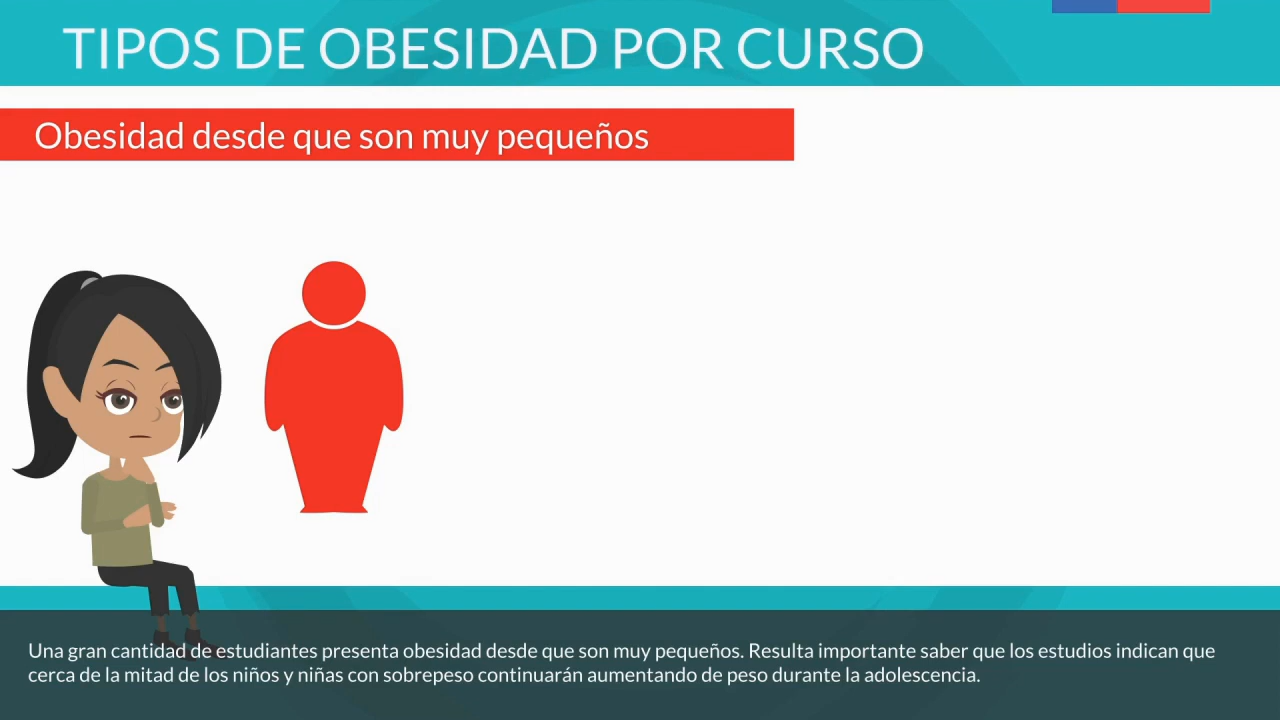 TIPOS DE OBESIDAD POR CURSO
Obesidad desde que son muy pequeños
Una gran cantidad de estudiantes presenta obesidad desde que son muy pequeños. Resulta importante saber que los estudios indican que
cerca de la mitad de los niños y niñas con sobrepeso continuarán aumentando de peso durante la adolescencia.